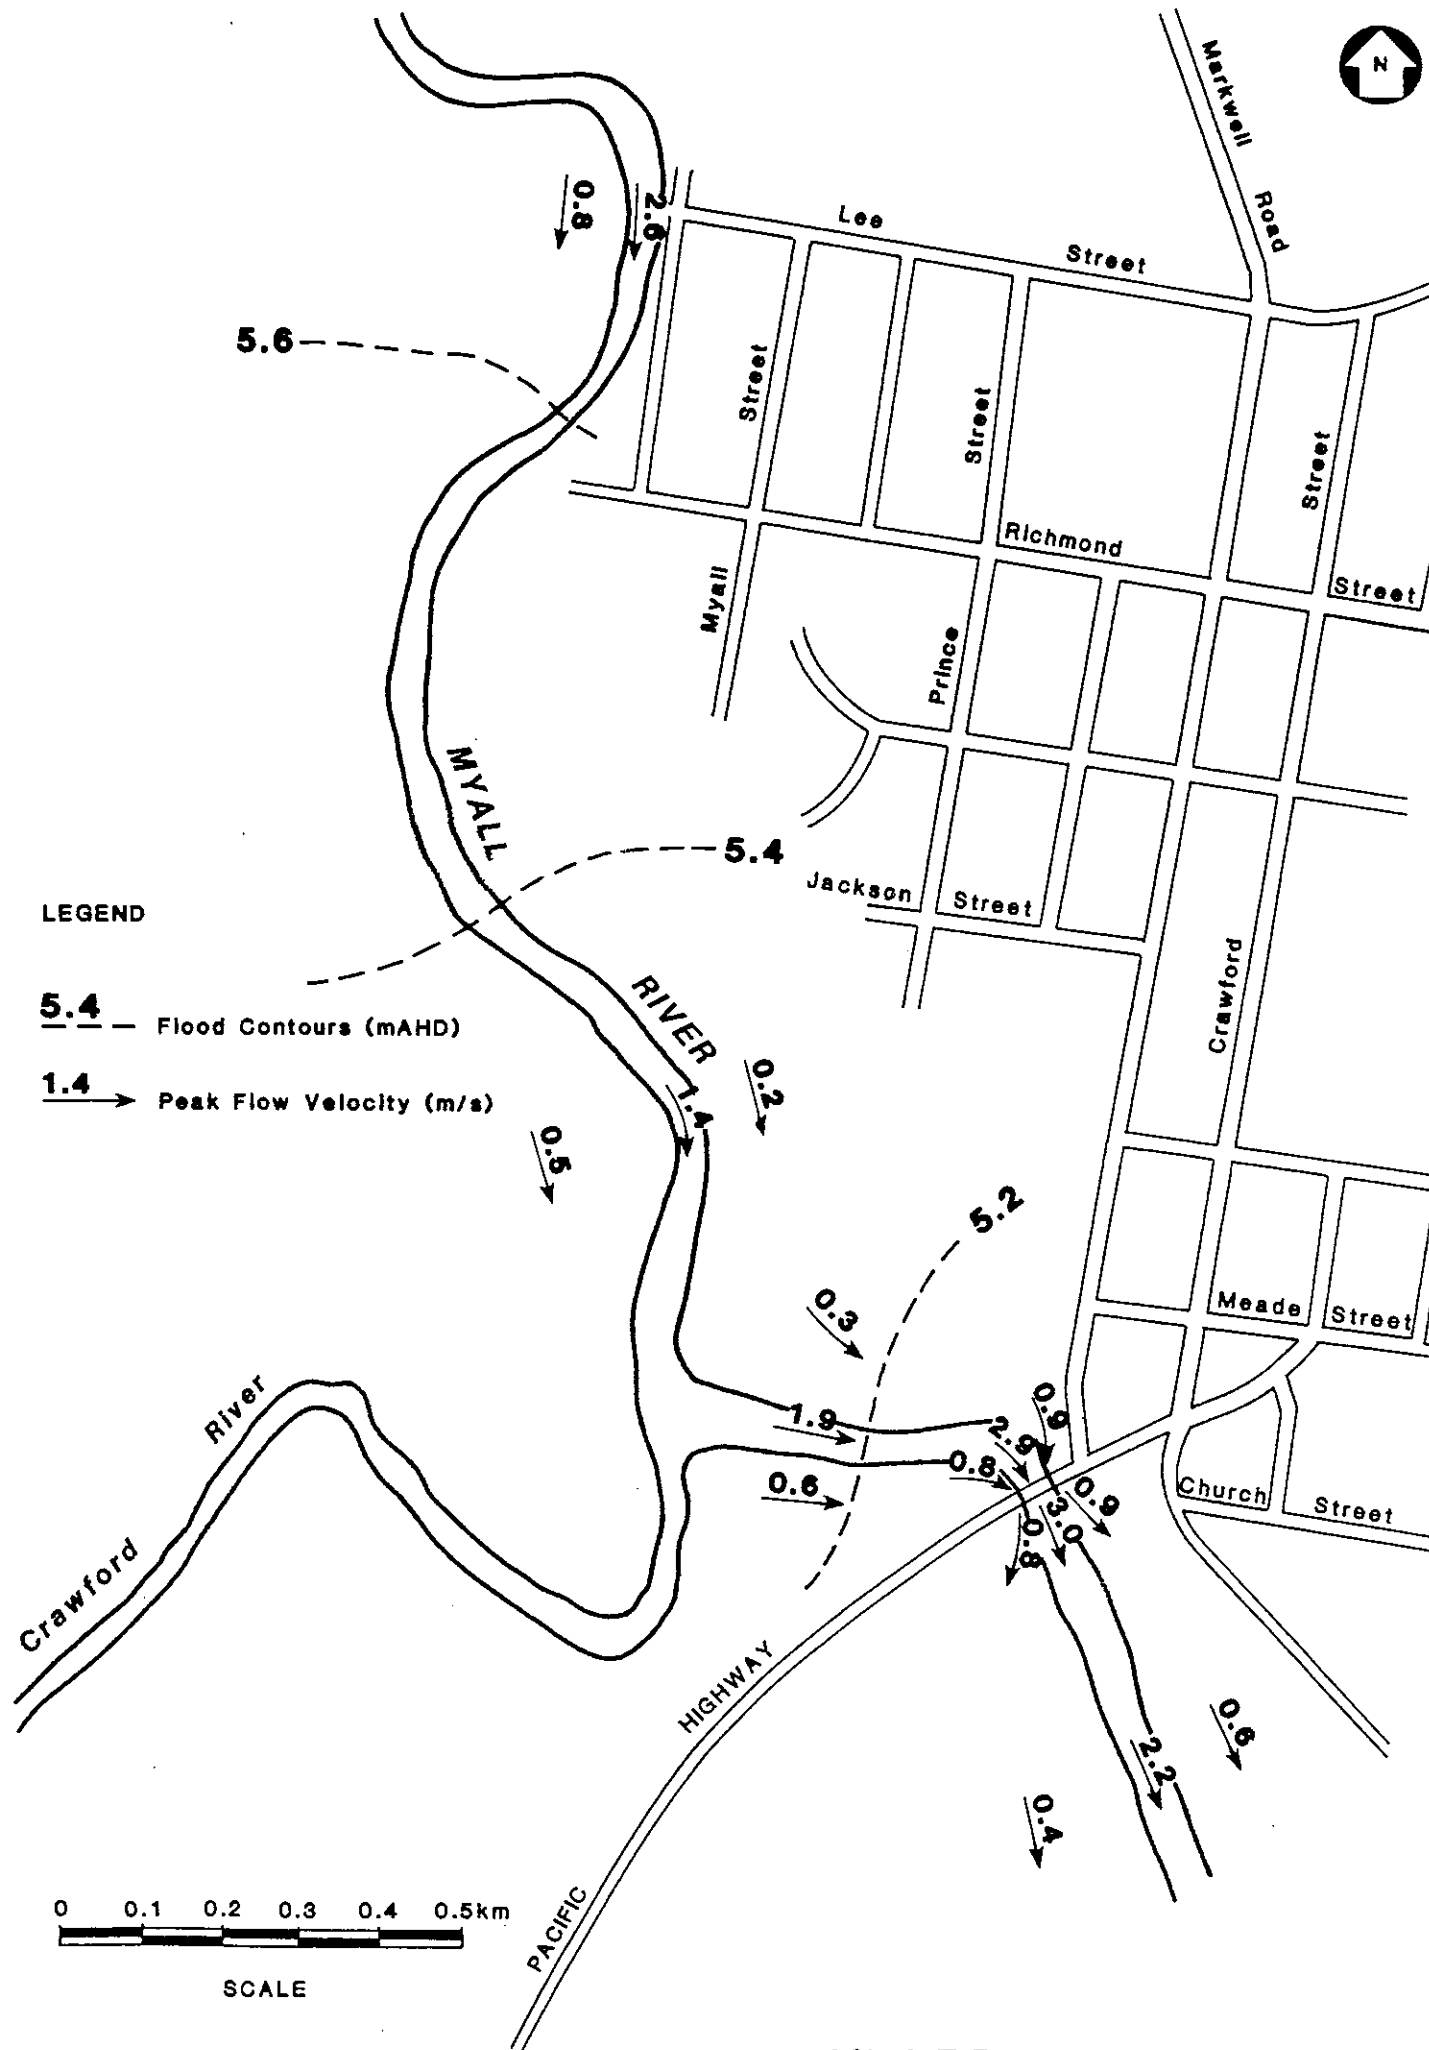 N
Markwell
Road
0.8
2.6
Lee
Street
5.6
Street
Street
Street
Richmond
Street
Myall
Prince
MYALL
5.4
Jackson
Street
LEGEND
Crawford
5.4
Flood Contours (mAHD)
RIVER
1.4
Peak Flow Velocity (m/s)
1.4
0.2
0.5
5.2
0.3
Meade
Street
River
1.9
0.9
2.9
0.8
0.6
0.9
Church
Street
3.0
0.8
Crawford
HIGHWAY
0.6
2.2
0.4
PACIFIC
0 0.1 0.2 0.3 0.4 0.5km
SCALE